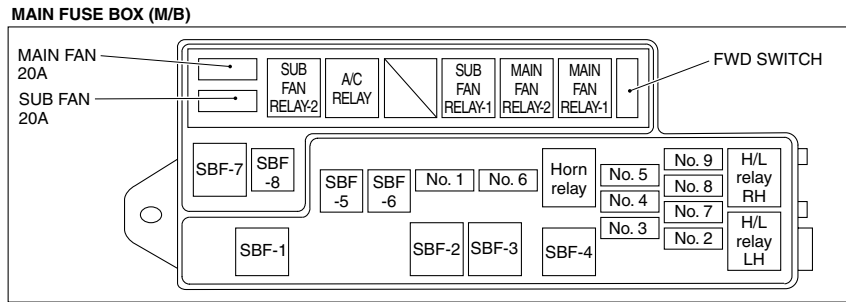 MAIN FUSE BOX (M/B)
MAIN FAN
20A
SUB FAN
20A
SUB
FAN
RELAY-2
A/C
RELAY
SUB
FAN
RELAY-1
MAIN
FAN
RELAY-2
MAIN
FAN
RELAY-1
FWD SWITCH
SBF-7
SBF
-8
SBF
-5
SBF
-6
No. 1
No. 6
Horn
relay
No. 5
No. 4
No. 3
No. 9
No. 8
No. 7
No. 2
H/L
relay
RH
H/L
relay
LH
SBF-1
SBF-2
SBF-3
SBF-4